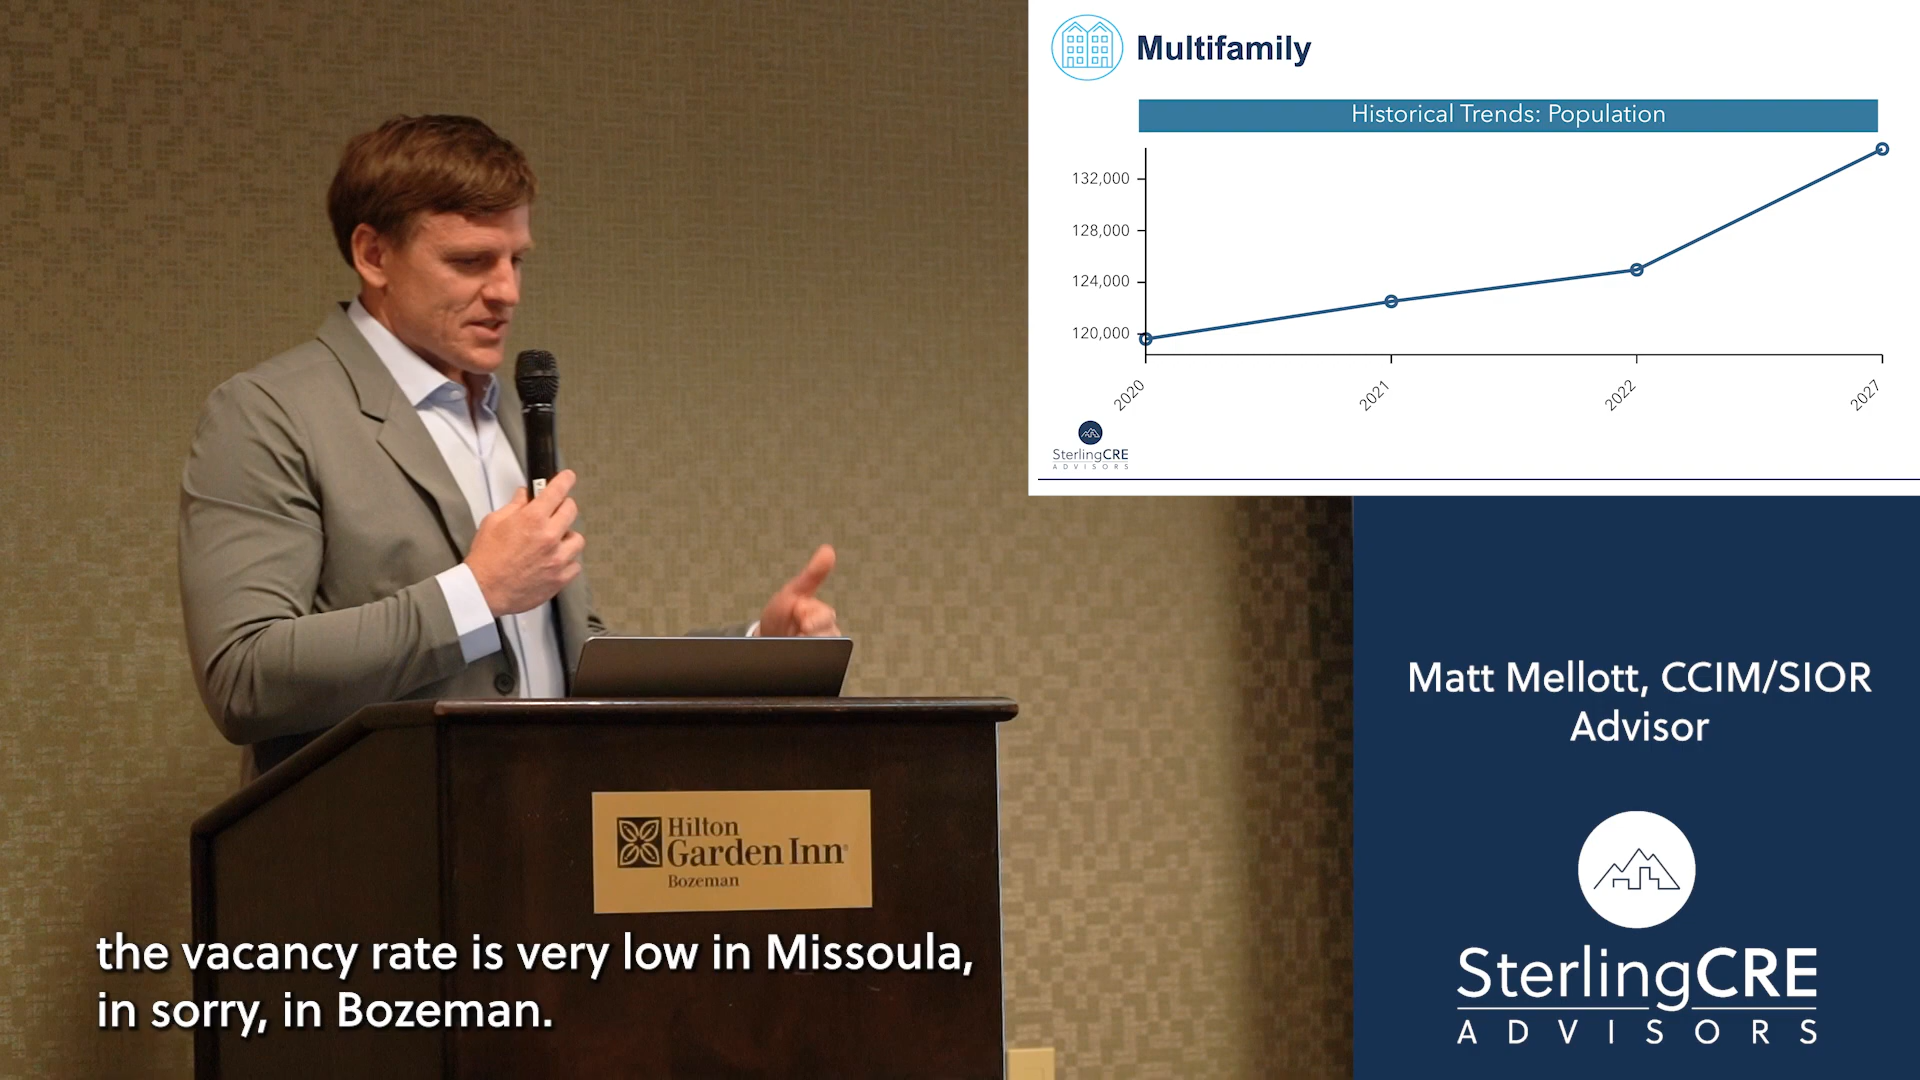 Multifamily
Historical Trends: Population
132,000
128,000
124,000
120,000
2020
2021
2022
2027
SterlingCRE
ADVISORS
Matt Mellott, CCIM/SIOR
Advisor
SterlingCRE
ADVISORS
Hilton
Garden Inn
Bozeman
the vacancy rate is very low in Missoula,
in sorry, in Bozeman.